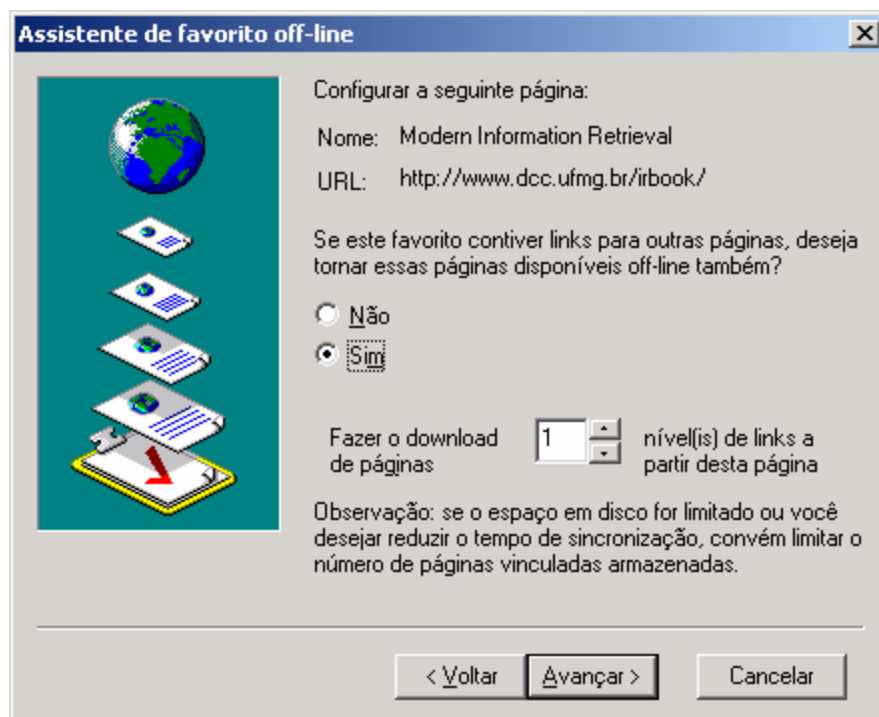 Assistente de favorito off-line
Configurar a seguinte página:
Nome: Modern Information Retrieval
URL: http://www.dcc.ufmg.br/irbook/
Se este favorito contiver links para outras páginas, deseja
tornar essas páginas disponíveis off-line também?
Não
Sim
Fazer o download 1 nível(is) de links a
de páginas partir desta página
Observação: se o espaço em disco for limitado ou você
desejar reduzir o tempo de sincronização, convém limitar o
número de páginas vinculadas armazenadas.
< Voltar Avançar > Cancelar